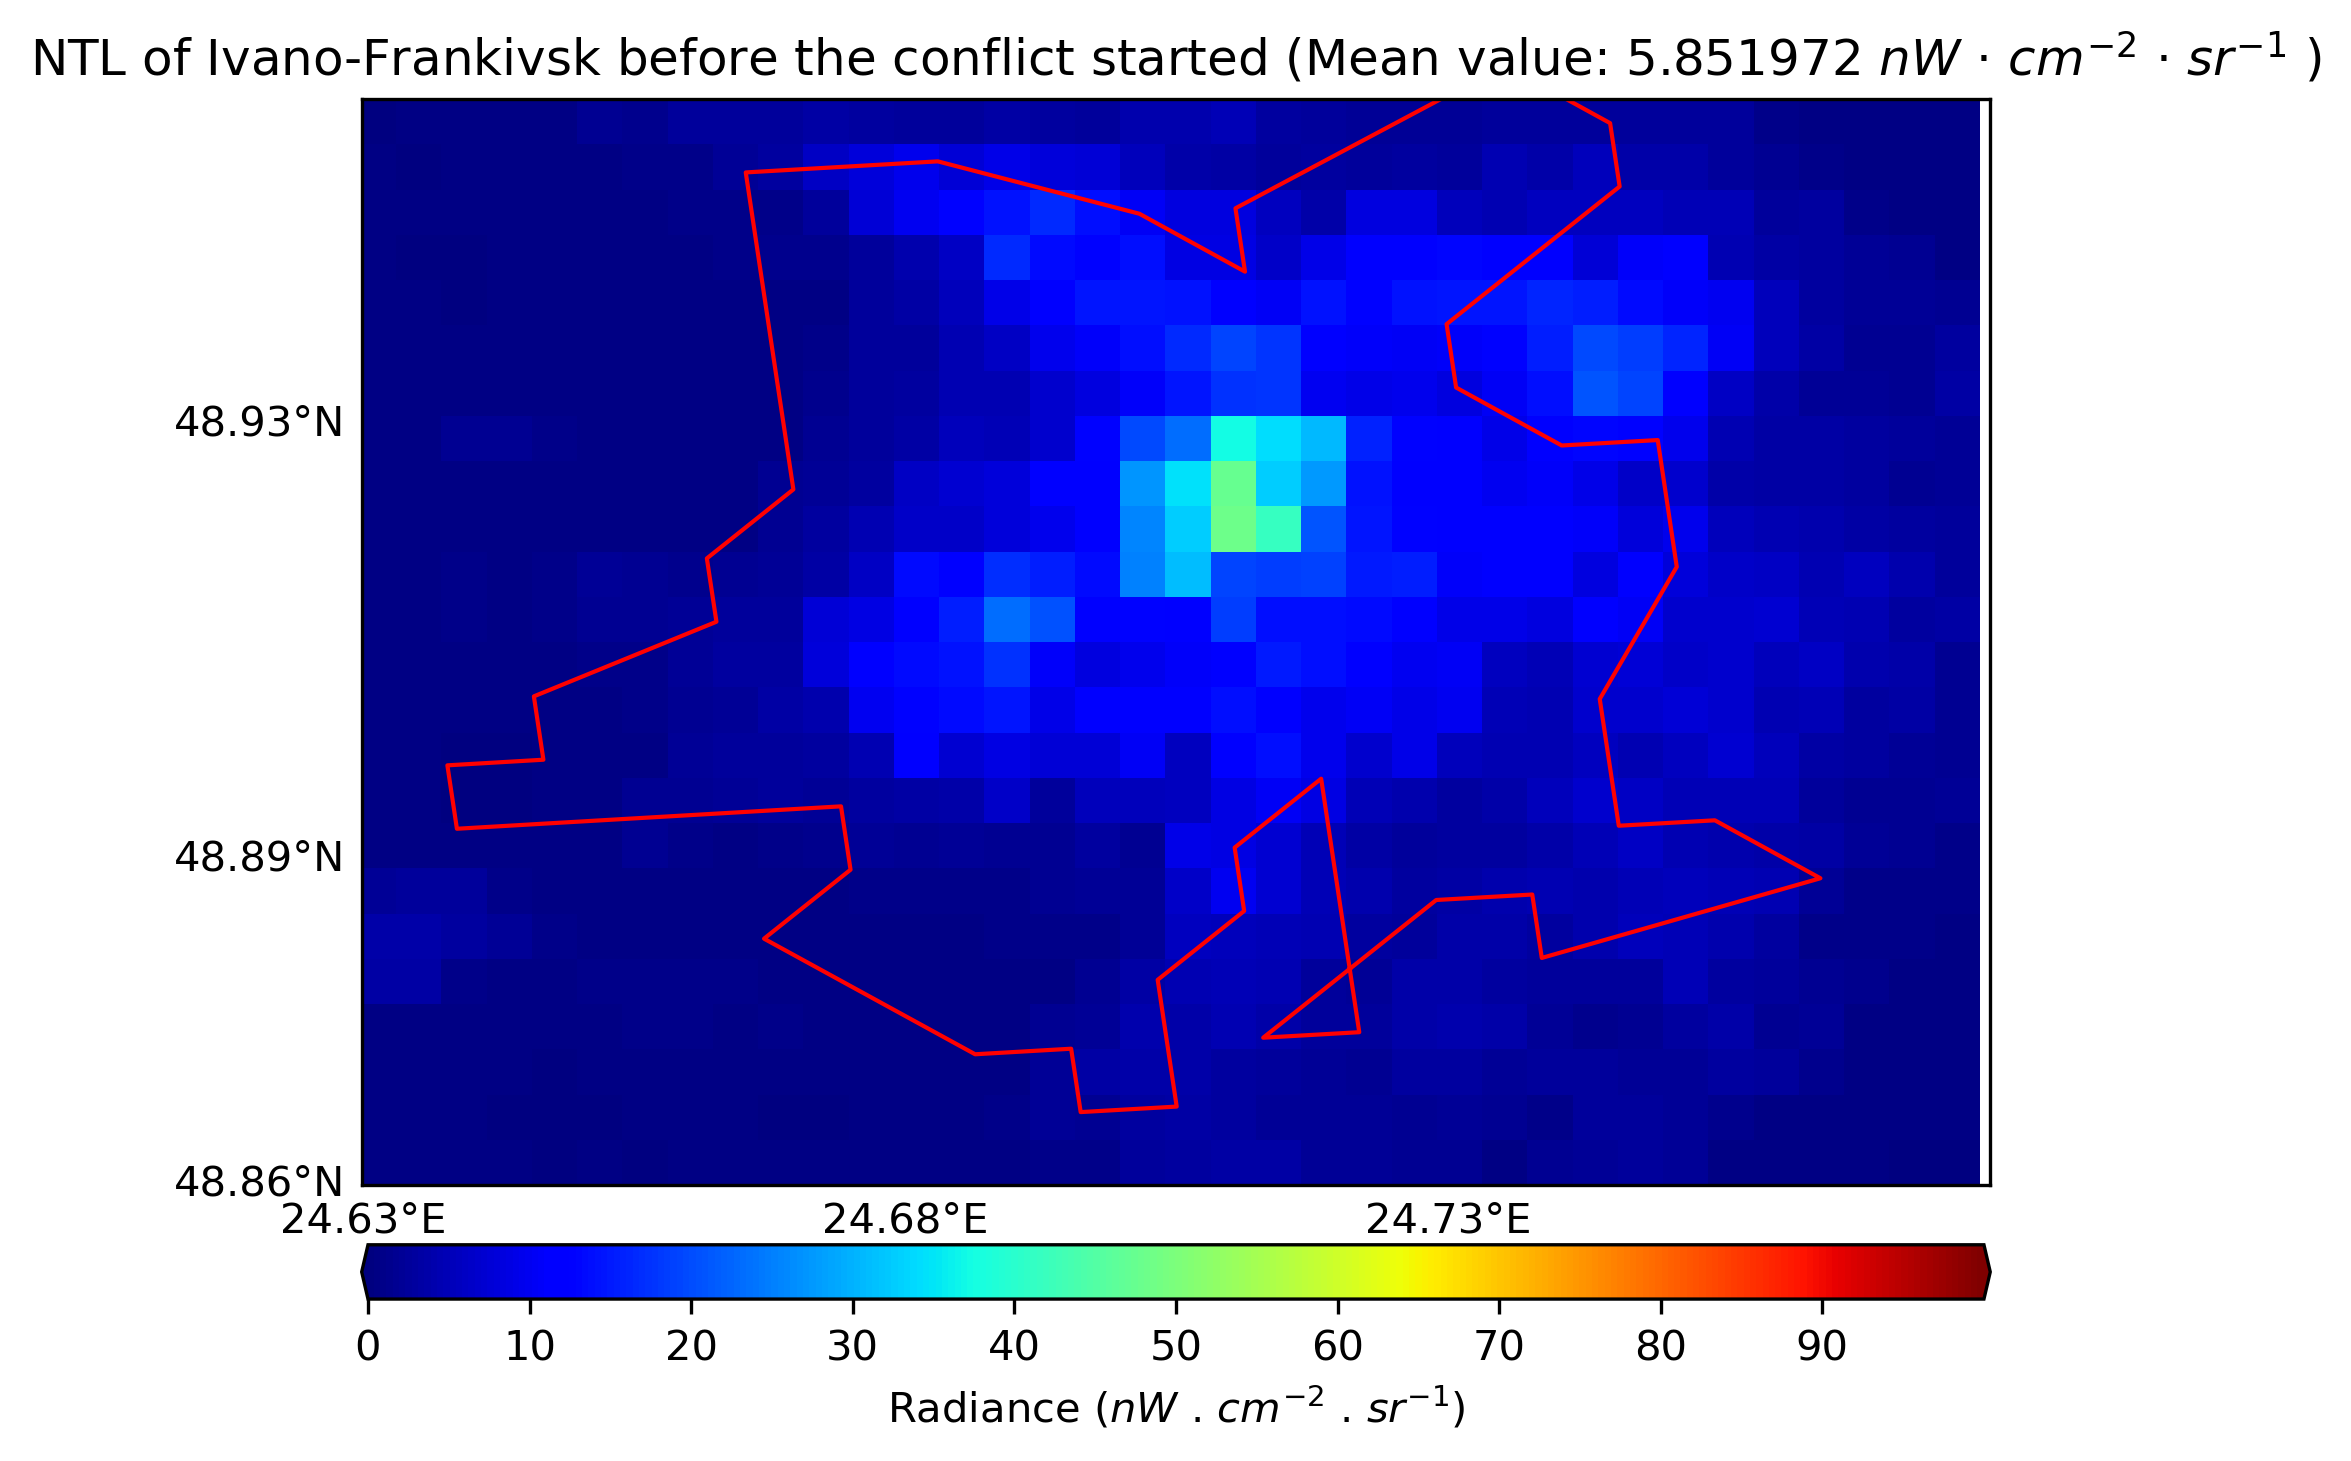 NTL of Ivano-Frankivsk before the conflict started (Mean value: 5.851972 nW · cm⁻² · sr⁻¹ )
48.93°N
48.89°N
48.86°N
24.63°E 24.68°E 24.73°E
0 10 20 30 40 50 60 70 80 90
Radiance (nW . cm⁻² . sr⁻¹)